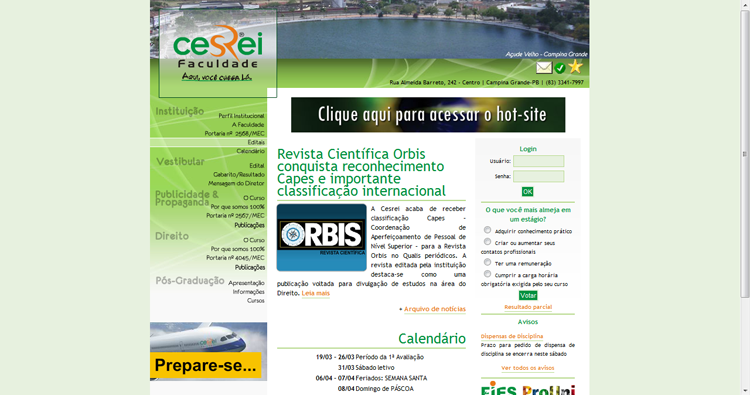 cesrei
Faculdade
AQUI, VOCÊ CHEGA LÁ.
Açude Velho - Campina Grande
Rua Almeida Barreto, 242 - Centro | Campina Grande-PB | (83) 3341-7997
Instituição
Perfil Institucional
A Faculdade
Portaria nº 2568/MEC
Editais
Calendário
Vestibular
Edital
Gabarito/Resultado
Mensagem do Diretor
Publicidade &
Propaganda
O Curso
Por que somos 100%
Portaria nº 2567/MEC
Publicações
Direito
O Curso
Por que somos 100%
Portaria nº 4045/MEC
Publicações
Pós-Graduação
Apresentação
Informações
Cursos
Prepare-se...
Clique aqui para acessar o hot-site
Revista Científica Orbis
conquista reconhecimento
Capes e importante
classificação internacional
ORBIS
REVISTA CIENTÍFICA
A Cesrei acaba de receber
classificação Capes -
Coordenação de
Aperfeiçoamento de Pessoal de
Nível Superior - para a Revista
Orbis no Qualis periódicos. A
revista editada pela instituição
destaca-se como uma
publicação voltada para divulgação de estudos na área do
Direito. Leia mais
• Arquivo de notícias
Calendário
19/03 - 26/03 Período da 1ª Avaliação
31/03 Sábado letivo
06/04 - 07/04 Feriados: SEMANA SANTA
08/04 Domingo de PÁSCOA
Login
Usuário:
Senha:
OK
O que você mais almeja em
um estágio?
Adquirir conhecimento prático
Criar ou aumentar seus
contatos profissionais
Ter uma remuneração
Cumprir a carga horária
obrigatória exigida pelo seu curso
Votar
Resultado parcial
Avisos
Dispensas de Disciplina
Prazo para pedido de dispensa de
disciplina se encerra neste sábado
Ver todos os avisos
FIES ProUni